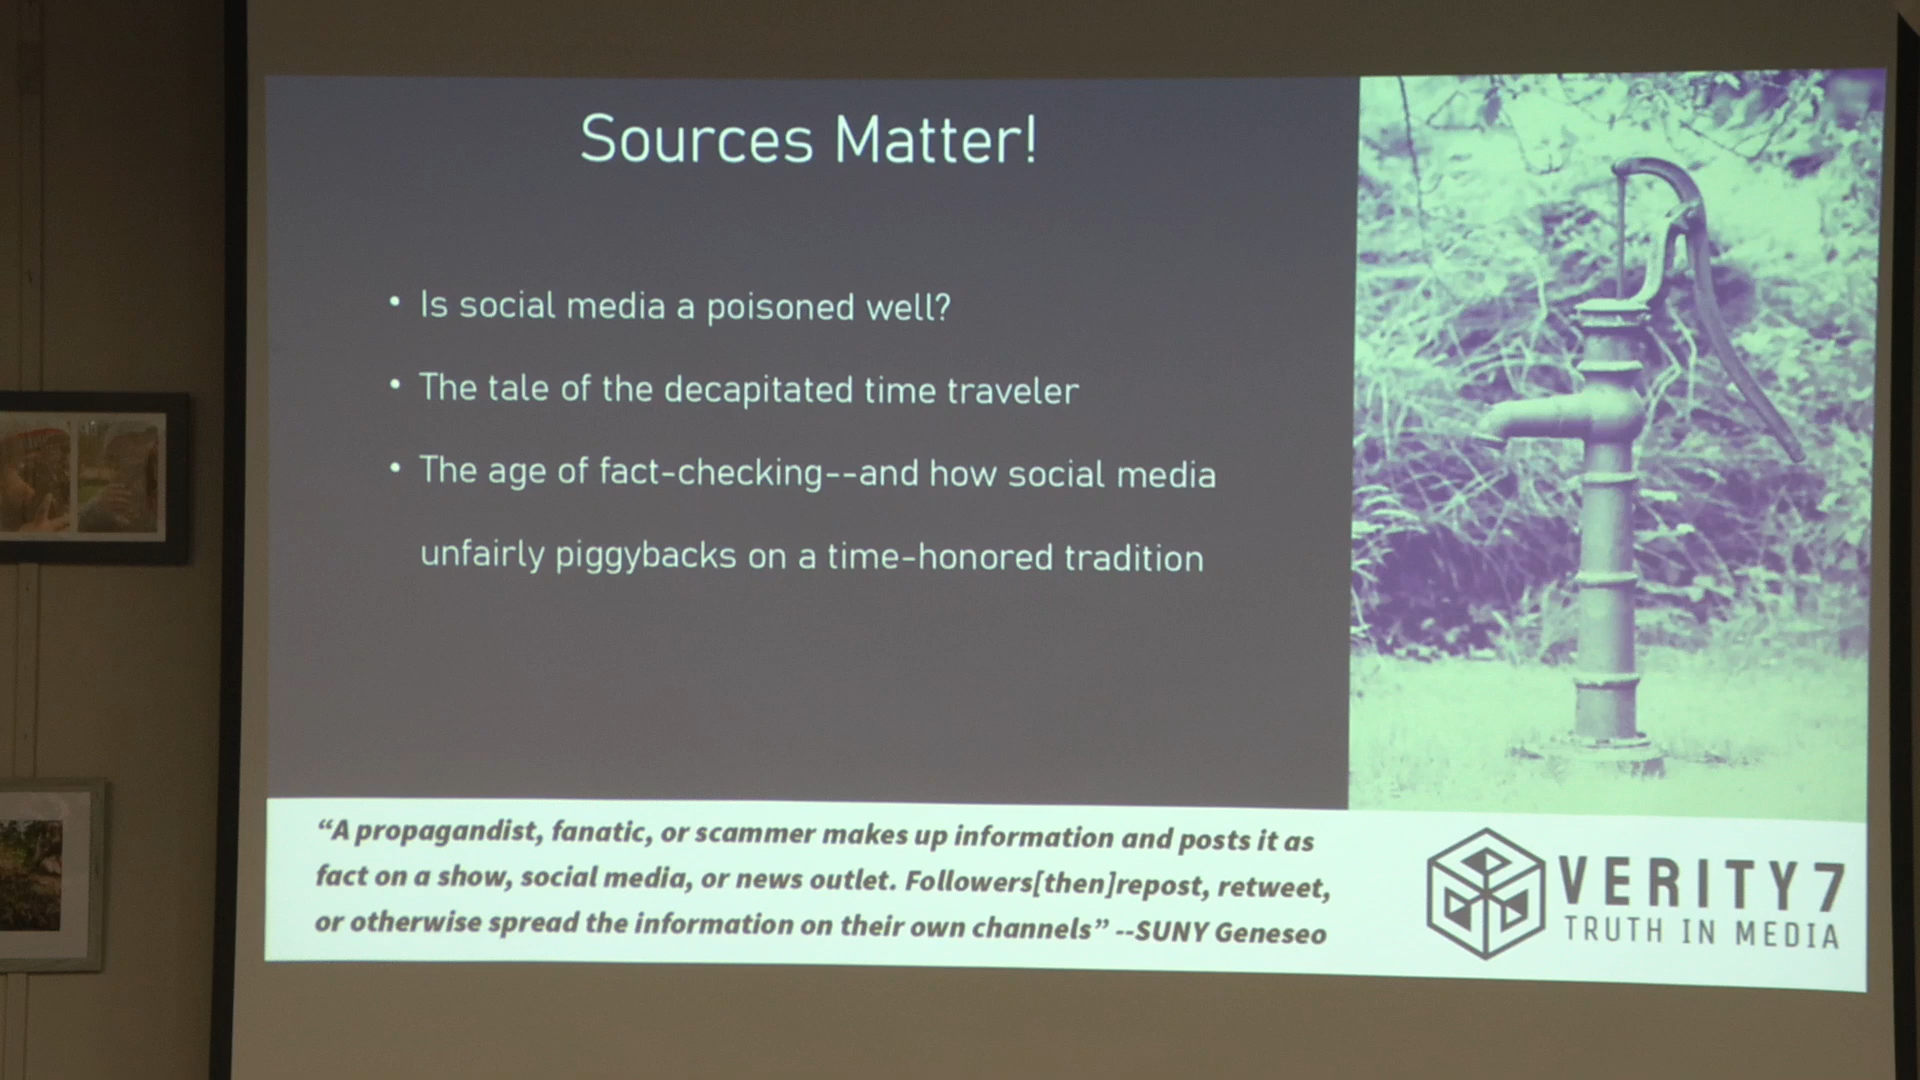 Sources Matter!
• Is social media a poisoned well?
• The tale of the decapitated time traveler
• The age of fact-checking--and how social media
unfairly piggybacks on a time-honored tradition
“A propagandist, fanatic, or scammer makes up information and posts it as
fact on a show, social media, or news outlet. Followers[then]repost, retweet,
or otherwise spread the information on their own channels” --SUNY Geneseo
VERITY7
TRUTH IN MEDIA